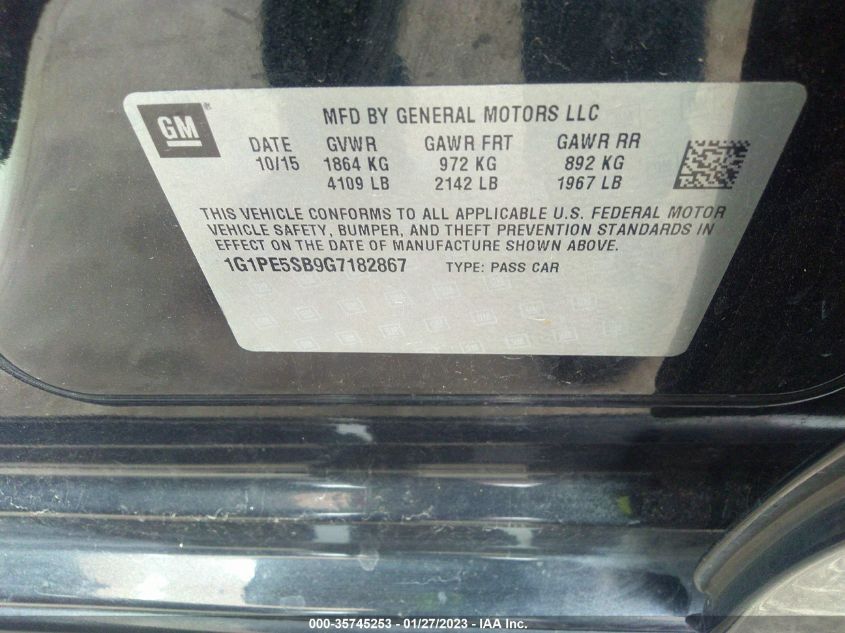 GM
MFD BY GENERAL MOTORS LLC
DATE GVWR GAWR FRT GAWR RR
10/15 1864 KG 972 KG 892 KG
4109 LB 2142 LB 1967 LB
THIS VEHICLE CONFORMS TO ALL APPLICABLE U.S. FEDERAL MOTOR
VEHICLE SAFETY, BUMPER, AND THEFT PREVENTION STANDARDS IN
EFFECT ON THE DATE OF MANUFACTURE SHOWN ABOVE.
1G1PE5SB9G7182867 TYPE: PASS CAR
000-35745253 - 01/27/2023 - IAA Inc.